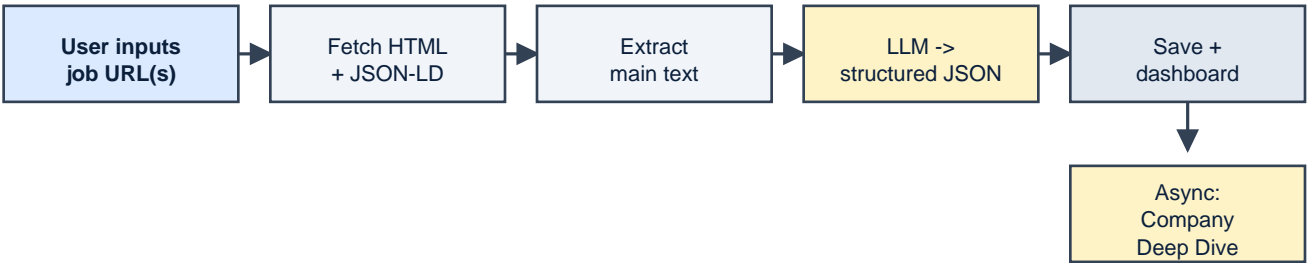 User inputs
job URL(s)
Fetch HTML
+ JSON-LD
Extract
main text
LLM ->
structured JSON
Save +
dashboard
Async:
Company
Deep Dive